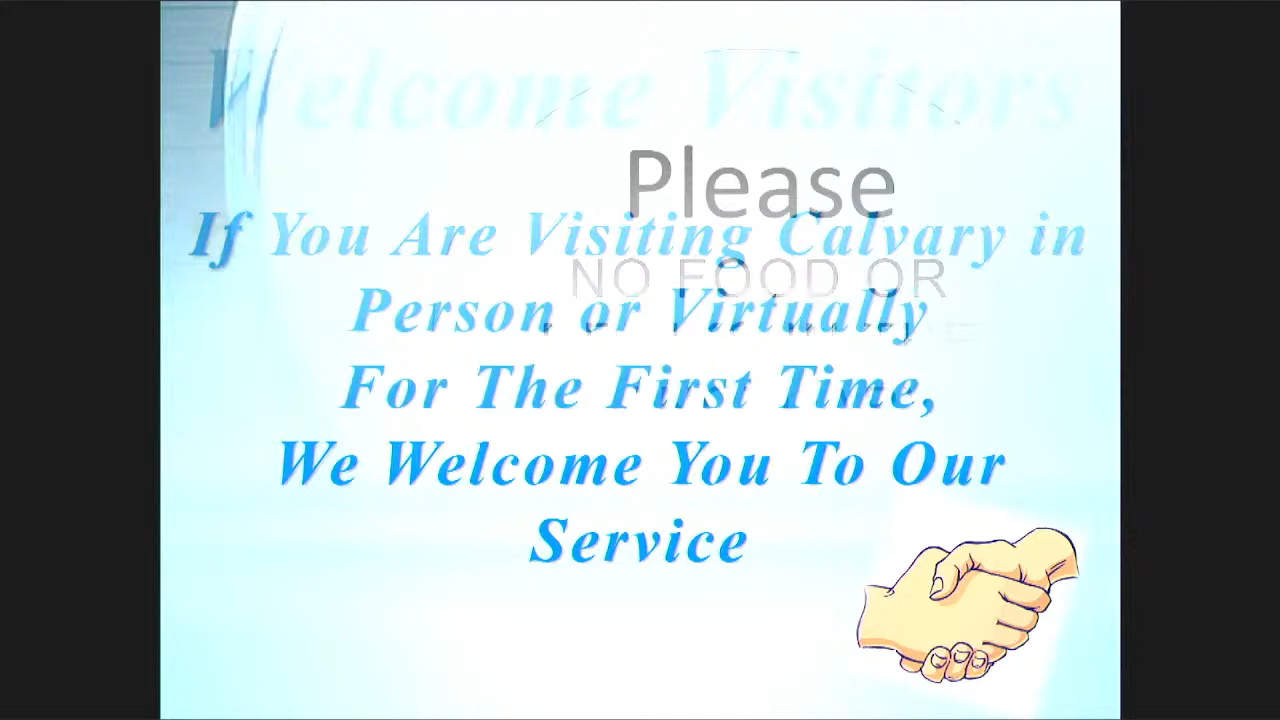 Welcome Visitors
Please
If You Are Visiting Calvary in
NO FOOD OR
Person or Virtually
For The First Time,
We Welcome You To Our
Service